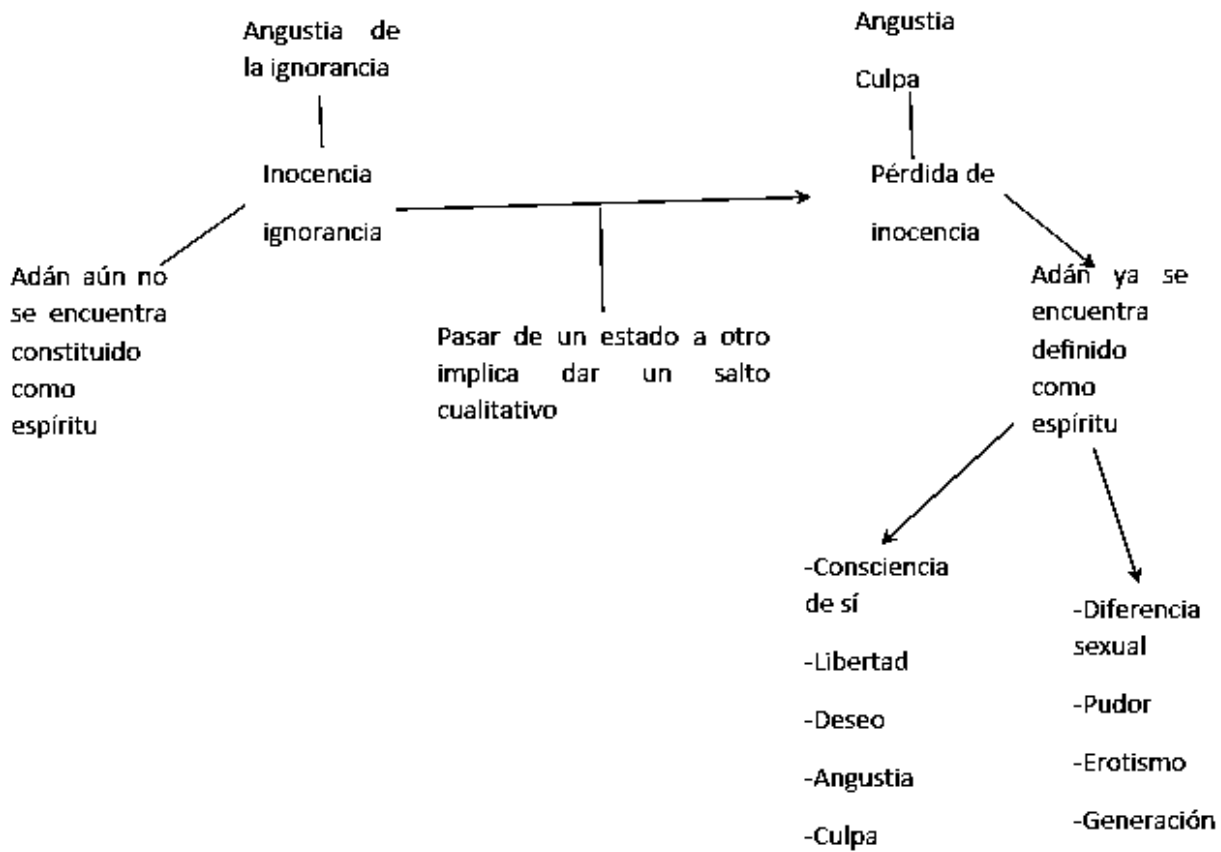 Angustia de
la ignorancia
Inocencia
ignorancia
Adán aún no
se encuentra
constituido
como
espíritu
Pasar de un estado a otro
implica dar un salto
cualitativo
Angustia
Culpa
Pérdida de
inocencia
Adán ya se
encuentra
definido
como
espíritu
-Consciencia
de sí
-Libertad
-Deseo
-Angustia
-Culpa
-Diferencia
sexual
-Pudor
-Erotismo
-Generación